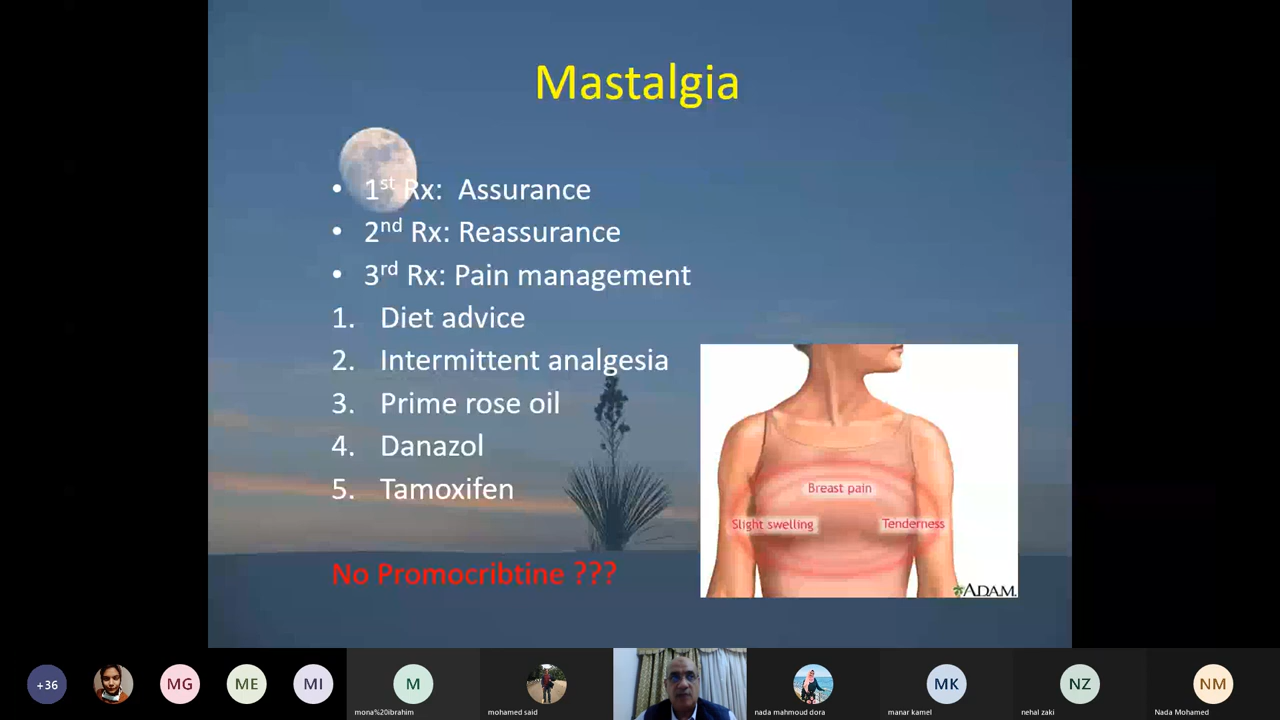 Mastalgia
• 1st Rx: Assurance
• 2nd Rx: Reassurance
• 3rd Rx: Pain management
1. Diet advice
2. Intermittent analgesia
3. Prime rose oil
4. Danazol
5. Tamoxifen
No Promocribtine ???
Breast pain
Slight swelling Tenderness
ADAM.
+36 MG ME MI M MK NZ NM
mona%20ibrahim mohamed said nada mahmoud dora manar kamel nehal zaki Nada Mohamed